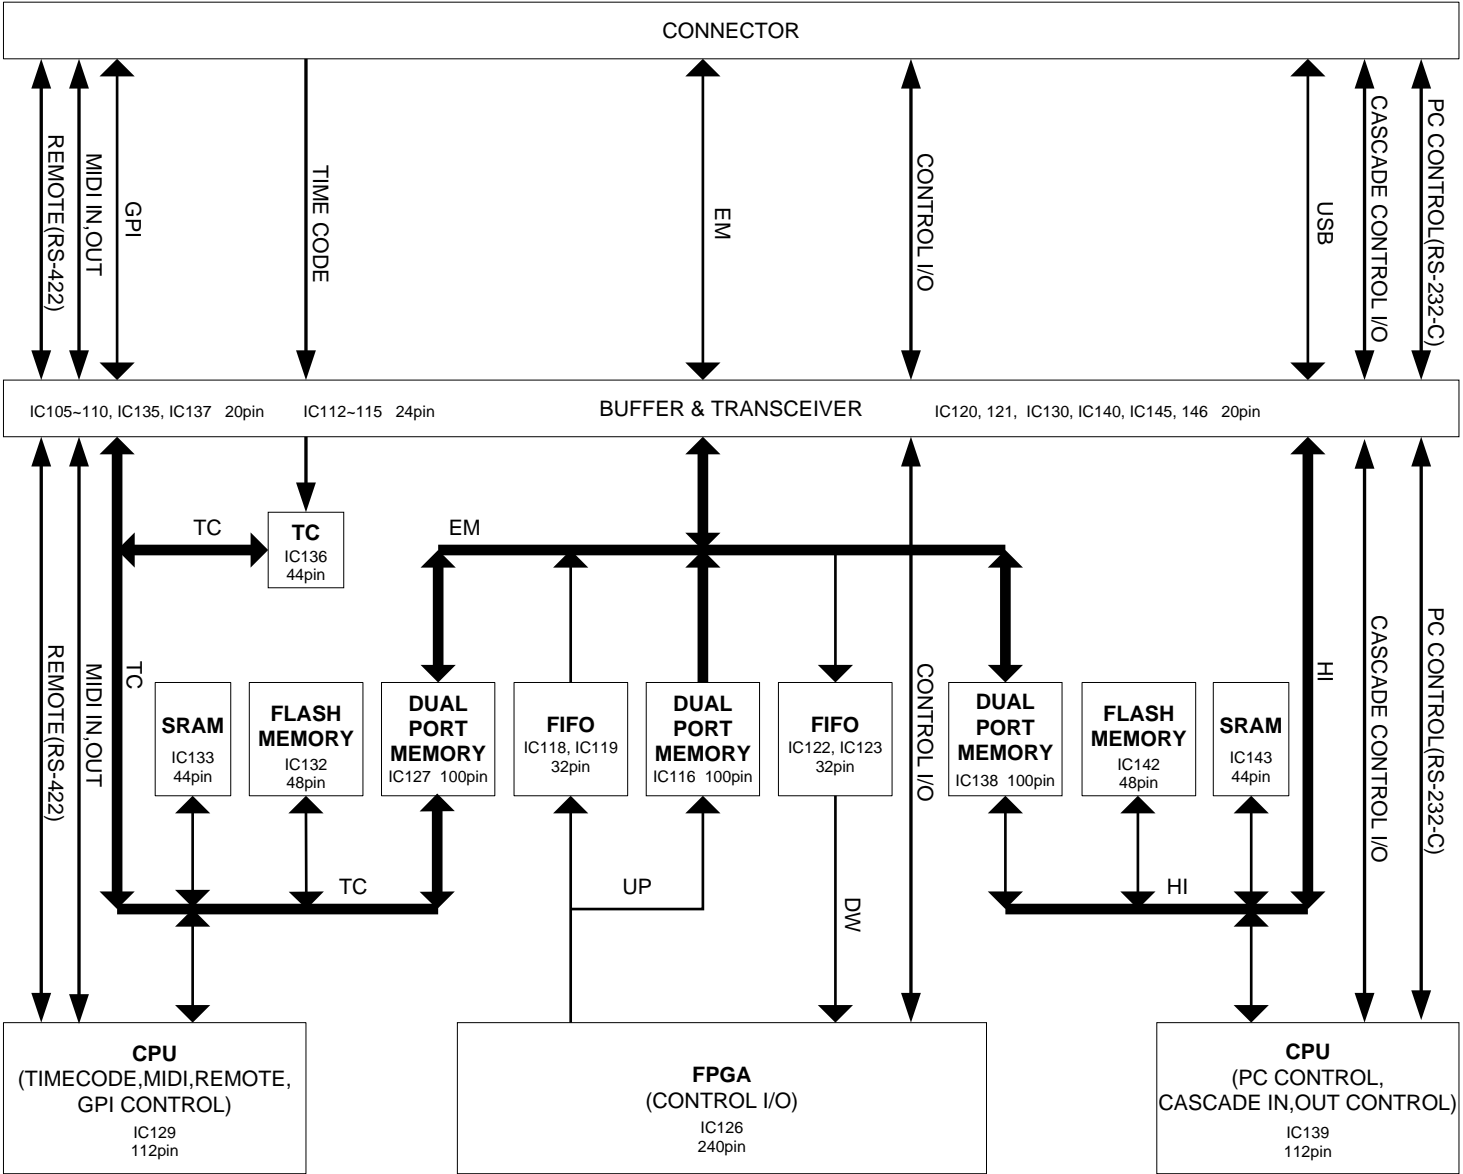 CONNECTOR
REMOTE(RS-422)
MIDI IN,OUT
GPI
TIME CODE
EM
CONTROL I/O
USB
CASCADE CONTROL I/O
PC CONTROL(RS-232-C)
IC105~110, IC135, IC137 20pin
IC112~115 24pin
BUFFER & TRANSCEIVER
IC120, 121, IC130, IC140, IC145, 146 20pin
TC
TC
IC136
44pin
EM
REMOTE(RS-422)
MIDI IN,OUT
TC
SRAM
IC133
44pin
FLASH
MEMORY
IC132
48pin
DUAL
PORT
MEMORY
IC127 100pin
FIFO
IC118, IC119
32pin
DUAL
PORT
MEMORY
IC116 100pin
FIFO
IC122, IC123
32pin
CONTROL I/O
DUAL
PORT
MEMORY
IC138 100pin
FLASH
MEMORY
IC142
48pin
SRAM
IC143
44pin
HI
CASCADE CONTROL I/O
PC CONTROL(RS-232-C)
TC
UP
DW
HI
CPU
(TIMECODE,MIDI,REMOTE,
GPI CONTROL)
IC129
112pin
FPGA
(CONTROL I/O)
IC126
240pin
CPU
(PC CONTROL,
CASCADE IN,OUT CONTROL)
IC139
112pin